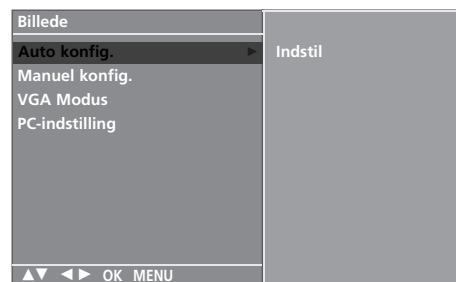 Billede
Auto konfig. ► Indstil
Manuel konfig.
VGA Modus
PC-indstilling
▲▼ ◄► OK MENU